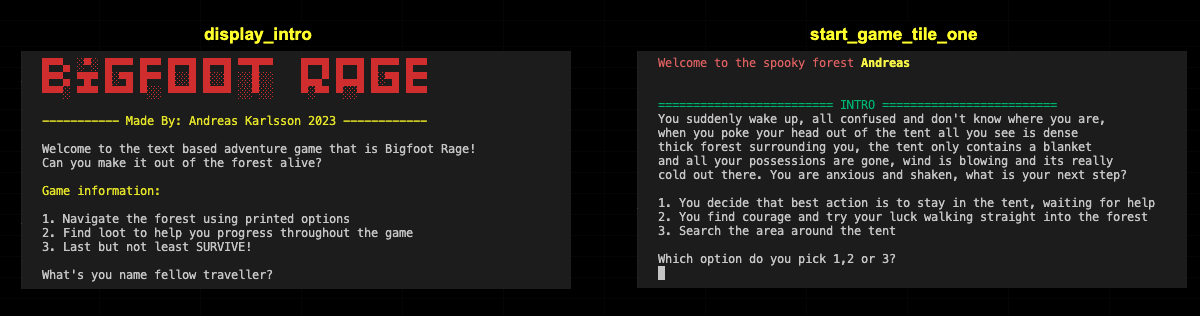 display_intro
BiGFOOT RAGE
----------- Made By: Andreas Karlsson 2023 ------------
Welcome to the text based adventure game that is Bigfoot Rage!
Can you make it out of the forest alive?
Game information:
1. Navigate the forest using printed options
2. Find loot to help you progress throughout the game
3. Last but not least SURVIVE!
What's you name fellow traveller?
start_game_tile_one
Welcome to the spooky forest Andreas
========================= INTRO =========================
You suddenly wake up, all confused and don't know where you are,
when you poke your head out of the tent all you see is dense
thick forest surrounding you, the tent only contains a blanket
and all your possessions are gone, wind is blowing and its really
cold out there. You are anxious and shaken, what is your next step?
1. You decide that best action is to stay in the tent, waiting for help
2. You find courage and try your luck walking straight into the forest
3. Search the area around the tent
Which option do you pick 1,2 or 3?